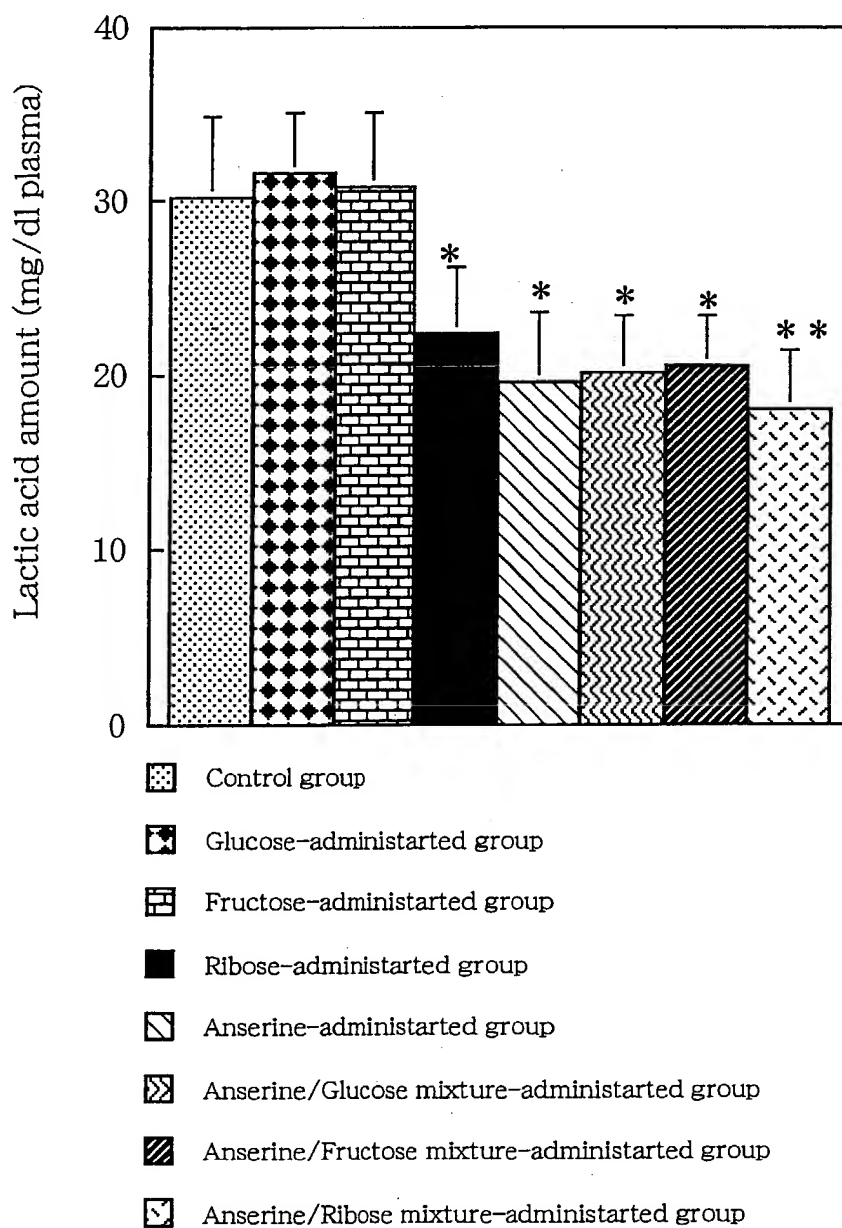 40
30
20
10
0
Lactic acid amount (mg/dl plasma)
*
*
*
*
* *
Control group
Glucose-administarted group
Fructose-administarted group
Ribose-administarted group
Anserine-administarted group
Anserine/Glucose mixture-administarted group
Anserine/Fructose mixture-administarted group
Anserine/Ribose mixture-administarted group